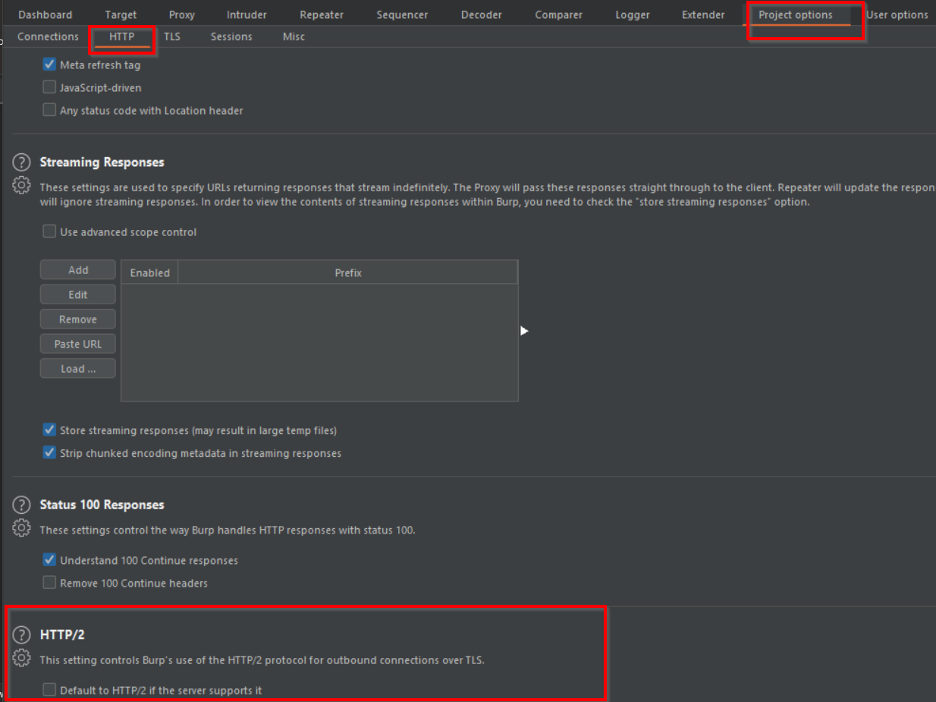 Dashboard Target Proxy Intruder Repeater Sequencer Decoder Comparer Logger Extender Project options User options
Connections HTTP TLS Sessions Misc
Meta refresh tag
JavaScript-driven
Any status code with Location header
? Streaming Responses
These settings are used to specify URLs returning responses that stream indefinitely. The Proxy will pass these responses straight through to the client. Repeater will update the respon
will ignore streaming responses. In order to view the contents of streaming responses within Burp, you need to check the "store streaming responses" option.
Use advanced scope control
Add
Edit
Remove
Paste URL
Load ...
Enabled Prefix
Store streaming responses (may result in large temp files)
Strip chunked encoding metadata in streaming responses
? Status 100 Responses
These settings control the way Burp handles HTTP responses with status 100.
Understand 100 Continue responses
Remove 100 Continue headers
? HTTP/2
This setting controls Burp's use of the HTTP/2 protocol for outbound connections over TLS.
Default to HTTP/2 if the server supports it